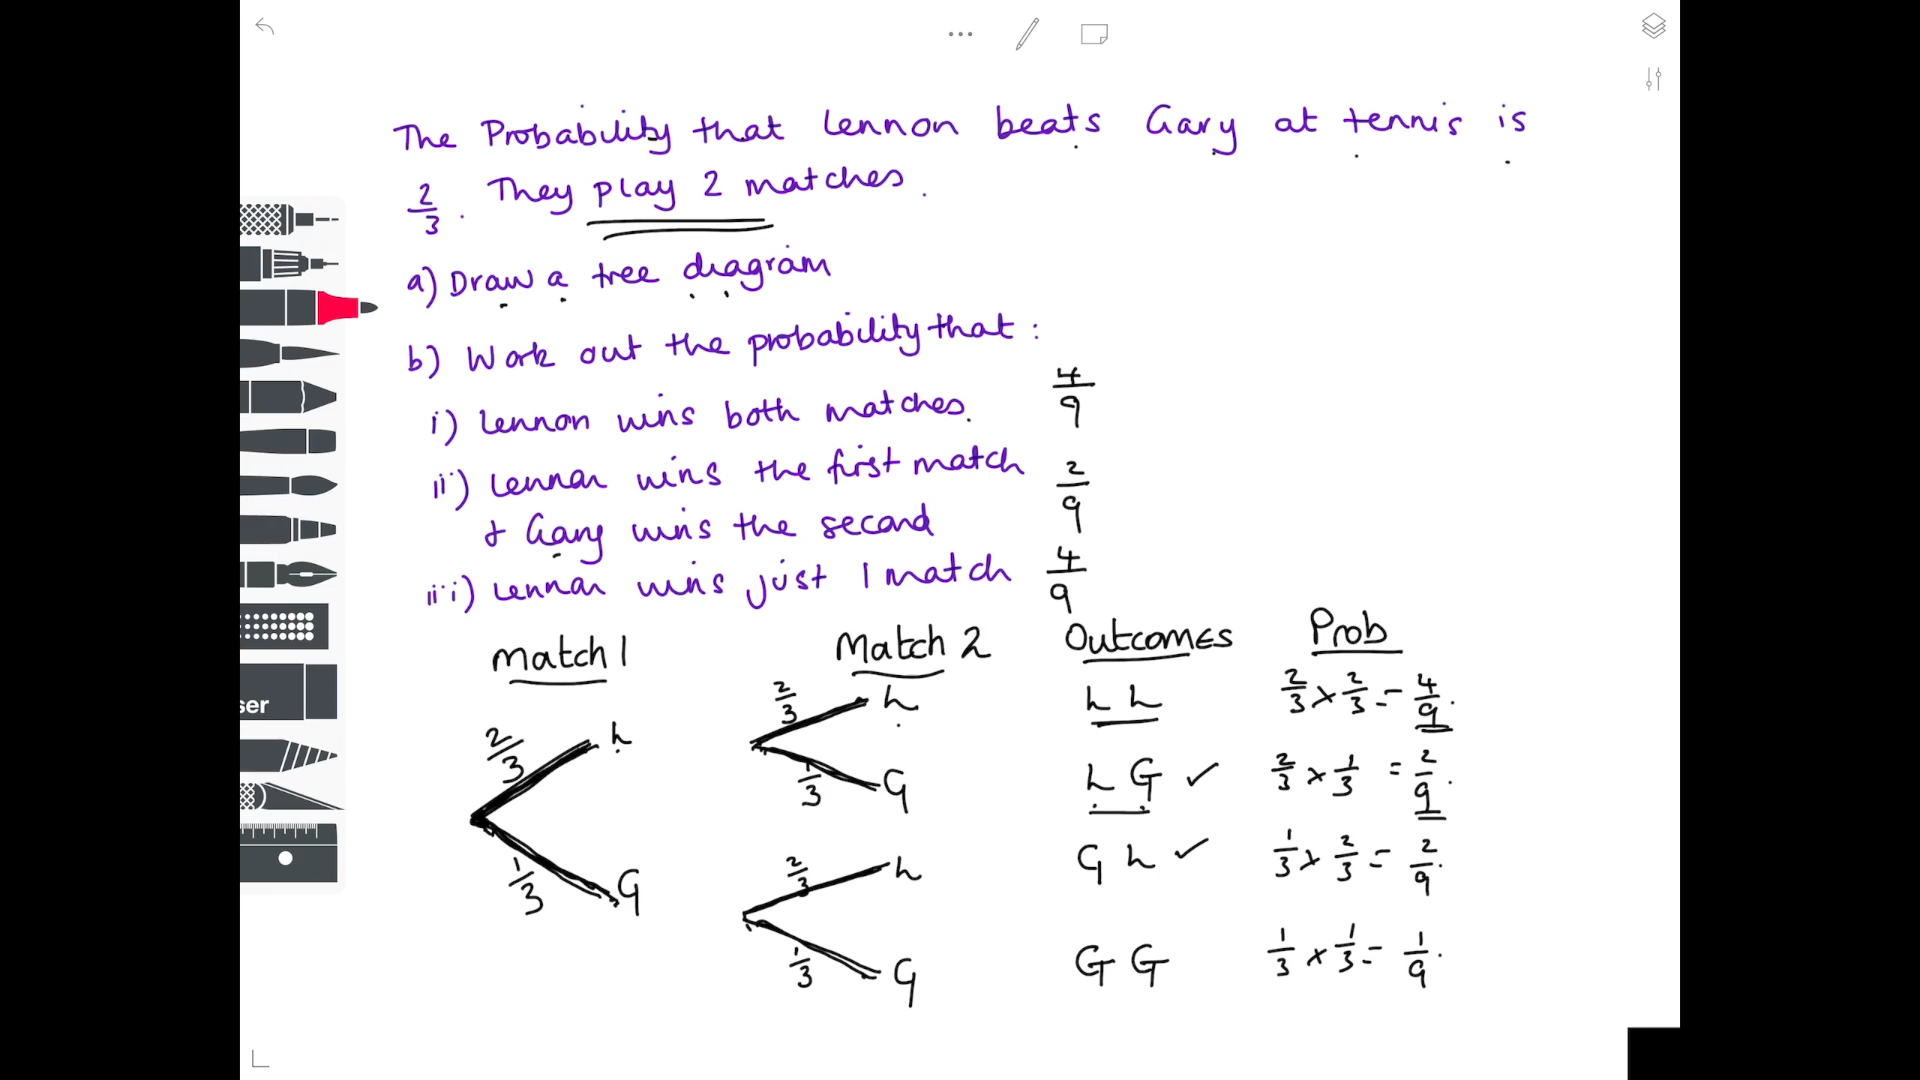 The Probability that Lennon beats Gary at tennis is
2/3. They play 2 matches.
a) Draw a tree diagram
b) Work out the probability that:
i) Lennon wins both matches. 4/9
ii) Lennon wins the first match
& Gary wins the second 2/9
iii) Lennon wins just 1 match 4/9
Match 1 Match 2 Outcomes Prob
2/3 L 2/3 L L L 2/3 x 2/3 = 4/9
1/3 G L G ✓ 2/3 x 1/3 = 2/9
1/3 G 2/3 L G L ✓ 1/3 x 2/3 = 2/9
1/3 G G G 1/3 x 1/3 = 1/9
ser